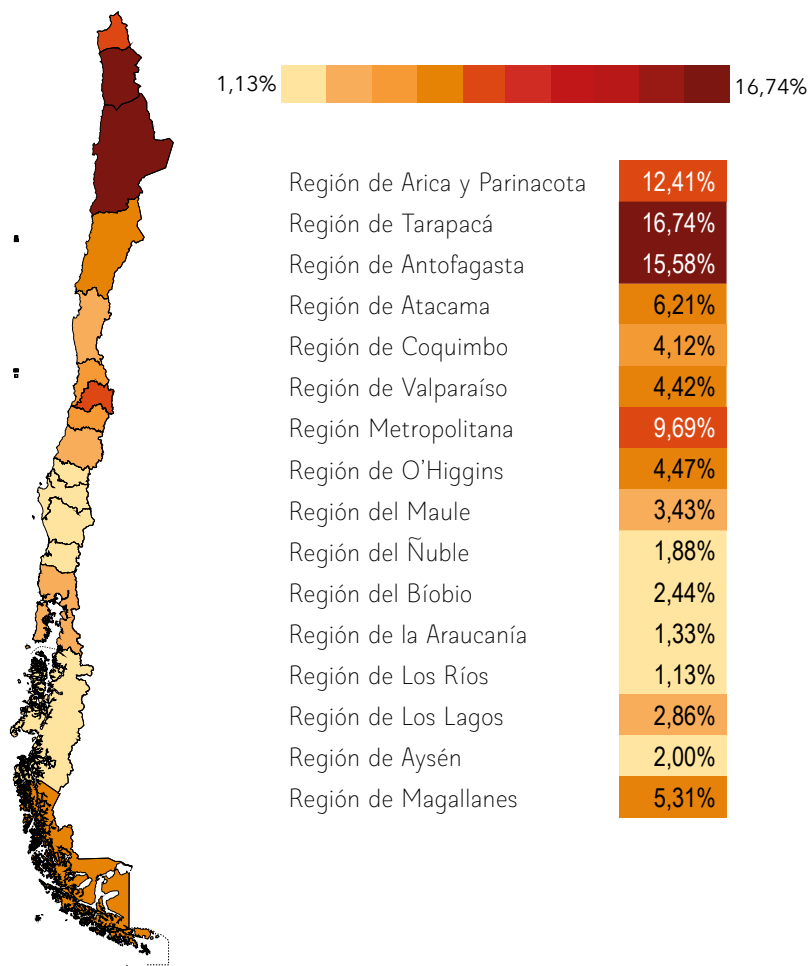 1,13% 16,74%
Región de Arica y Parinacota 12,41%
Región de Tarapacá 16,74%
Región de Antofagasta 15,58%
Región de Atacama 6,21%
Región de Coquimbo 4,12%
Región de Valparaíso 4,42%
Región Metropolitana 9,69%
Región de O'Higgins 4,47%
Región del Maule 3,43%
Región del Ñuble 1,88%
Región del Bíobio 2,44%
Región de la Araucanía 1,33%
Región de Los Ríos 1,13%
Región de Los Lagos 2,86%
Región de Aysén 2,00%
Región de Magallanes 5,31%